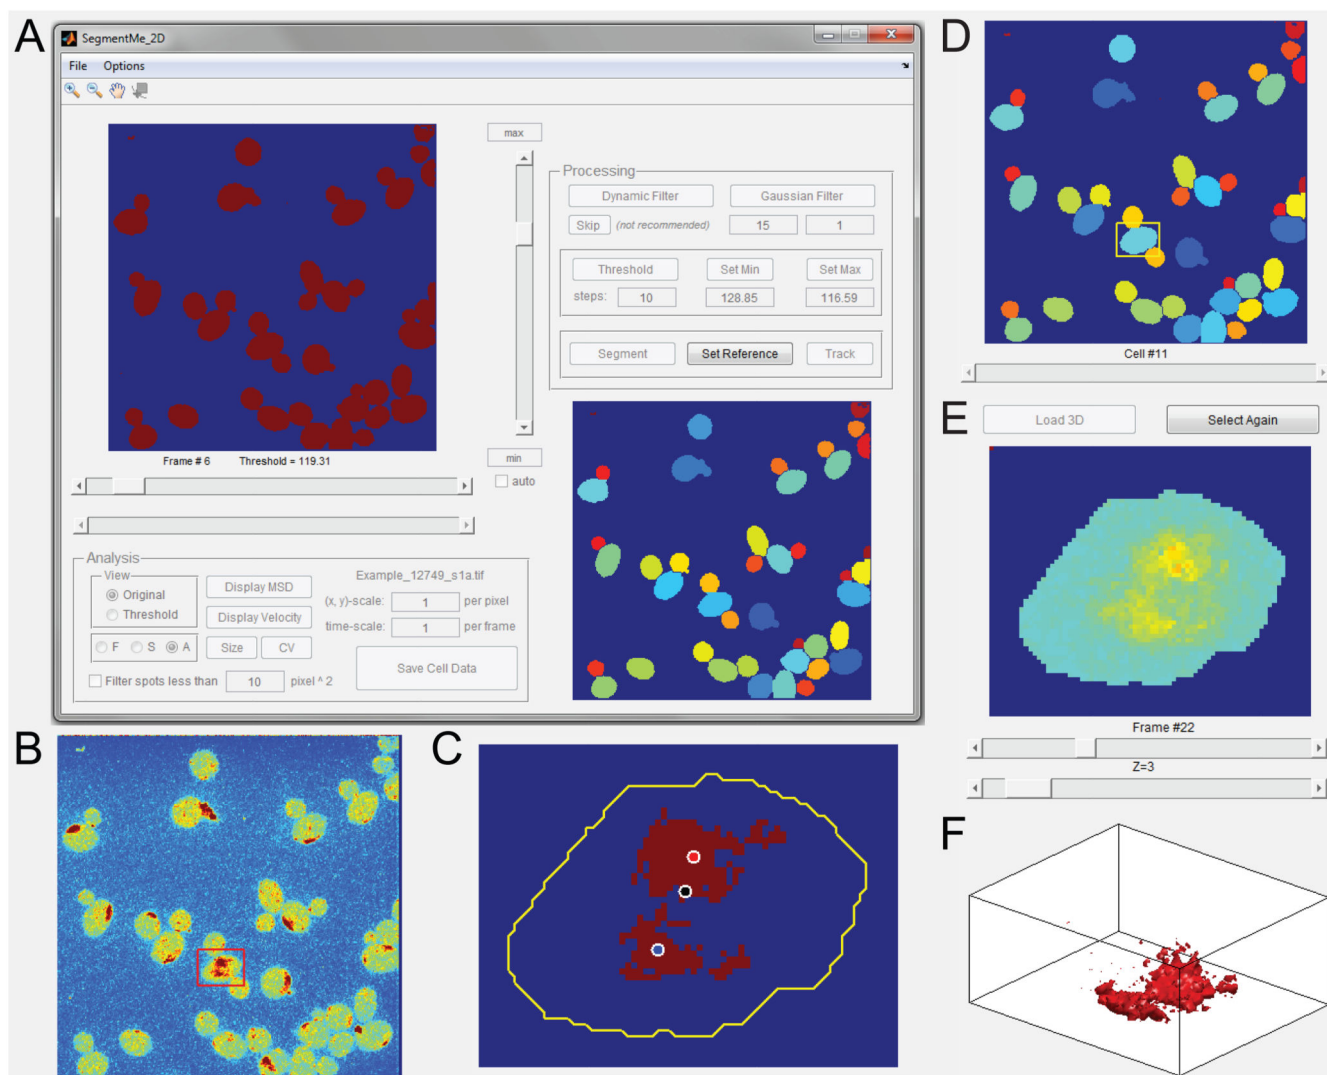 A
SegmentMe_2D
File Options
max
Processing
Dynamic Filter Gaussian Filter
Skip (not recommended) 15 1
Threshold Set Min Set Max
steps: 10 128.85 116.59
Segment Set Reference Track
Frame # 6 Threshold = 119.31
min
auto
Analysis
View
Original
Threshold
F S A
Display MSD
Display Velocity
Size CV
Example_12749_s1a.tif
(x, y)-scale: 1 per pixel
time-scale: 1 per frame
Save Cell Data
Filter spots less than 10 pixel ^ 2
B
C
D
Cell #11
E
Load 3D Select Again
Frame #22
Z=3
F